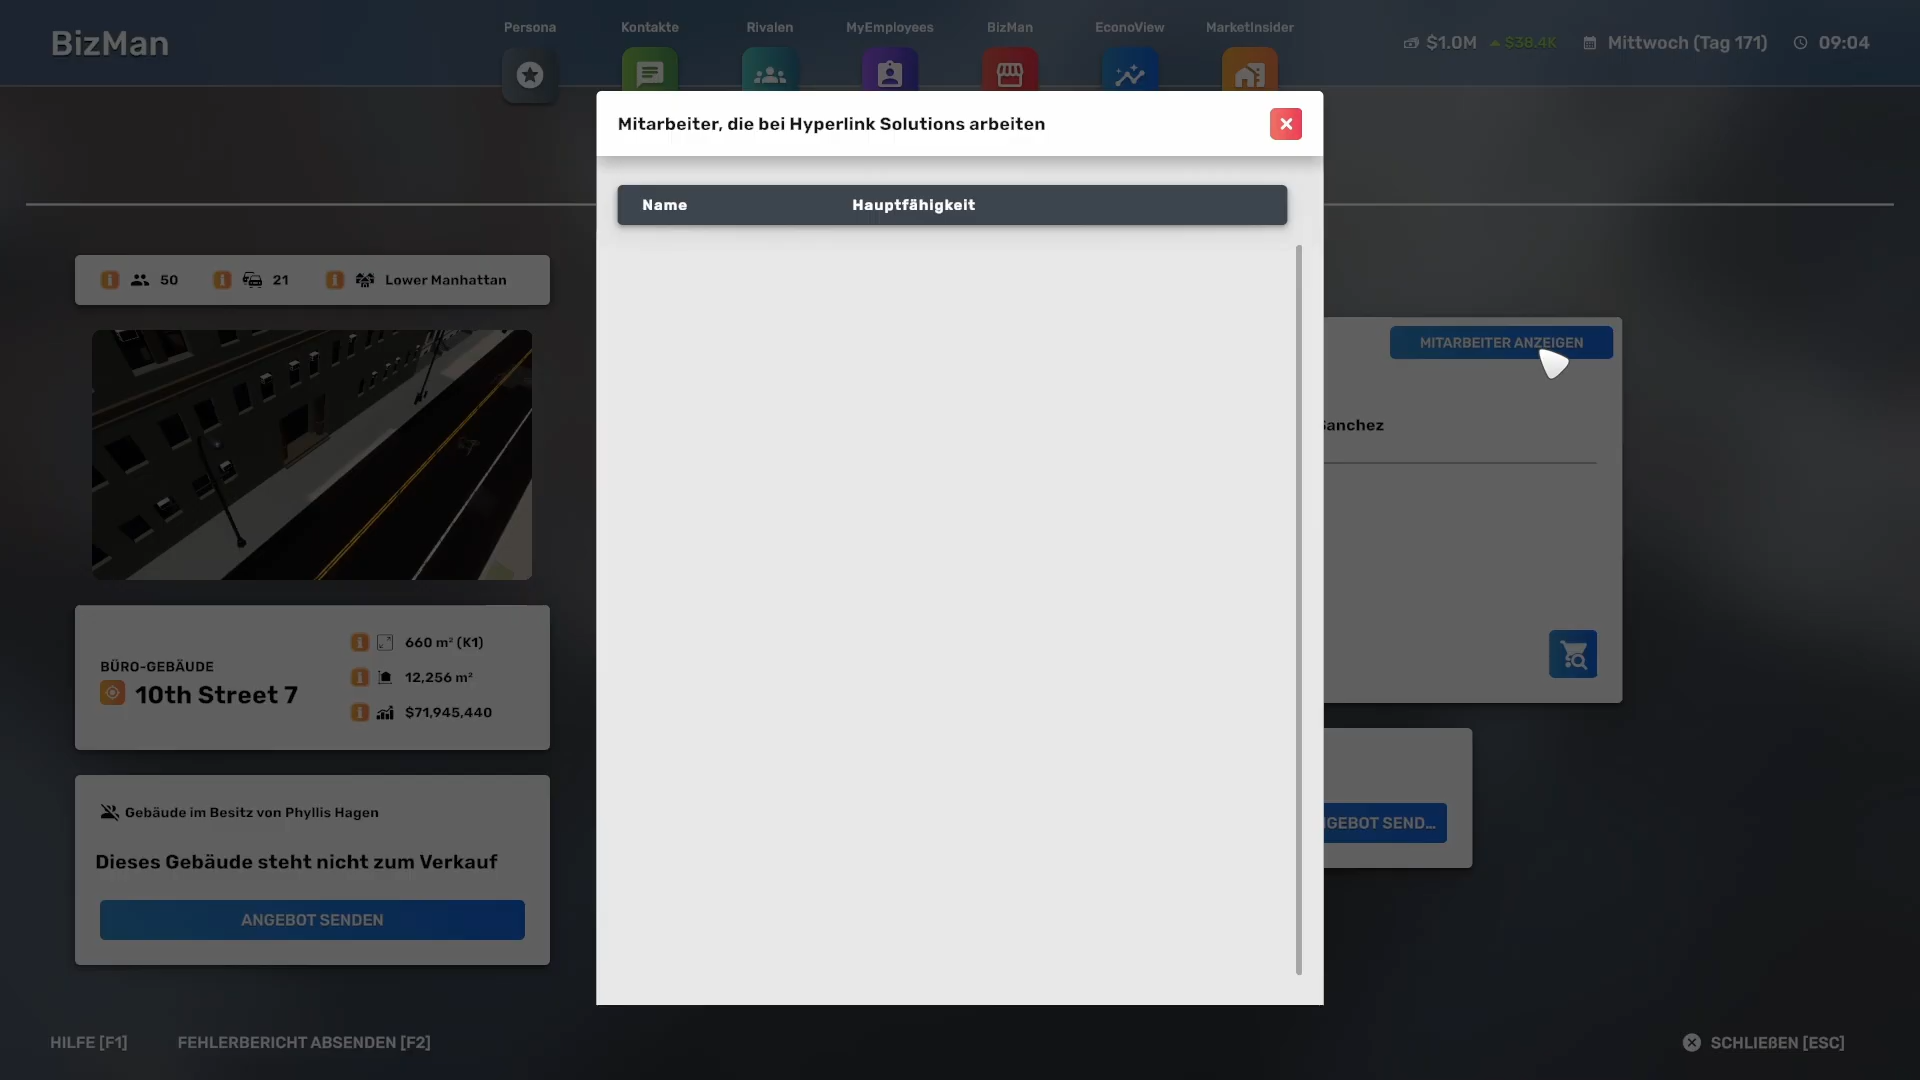 BizMan
Persona
Kontakte
Rivalen
MyEmployees
BizMan
EconoView
MarketInsider
$1.0M
$38.4K
Mittwoch (Tag 171)
09:04
Mitarbeiter, die bei Hyperlink Solutions arbeiten
Name
Hauptfähigkeit
50
21
Lower Manhattan
MITARBEITER ANZEIGEN
Sanchez
BÜRO-GEBÄUDE
10th Street 7
660 m² (K1)
12,256 m²
$71,945,440
Gebäude im Besitz von Phyllis Hagen
Dieses Gebäude steht nicht zum Verkauf
ANGEBOT SENDEN
NGEBOT SEND...
HILFE [F1]
FEHLERBERICHT ABSENDEN [F2]
SCHLIEßEN [ESC]